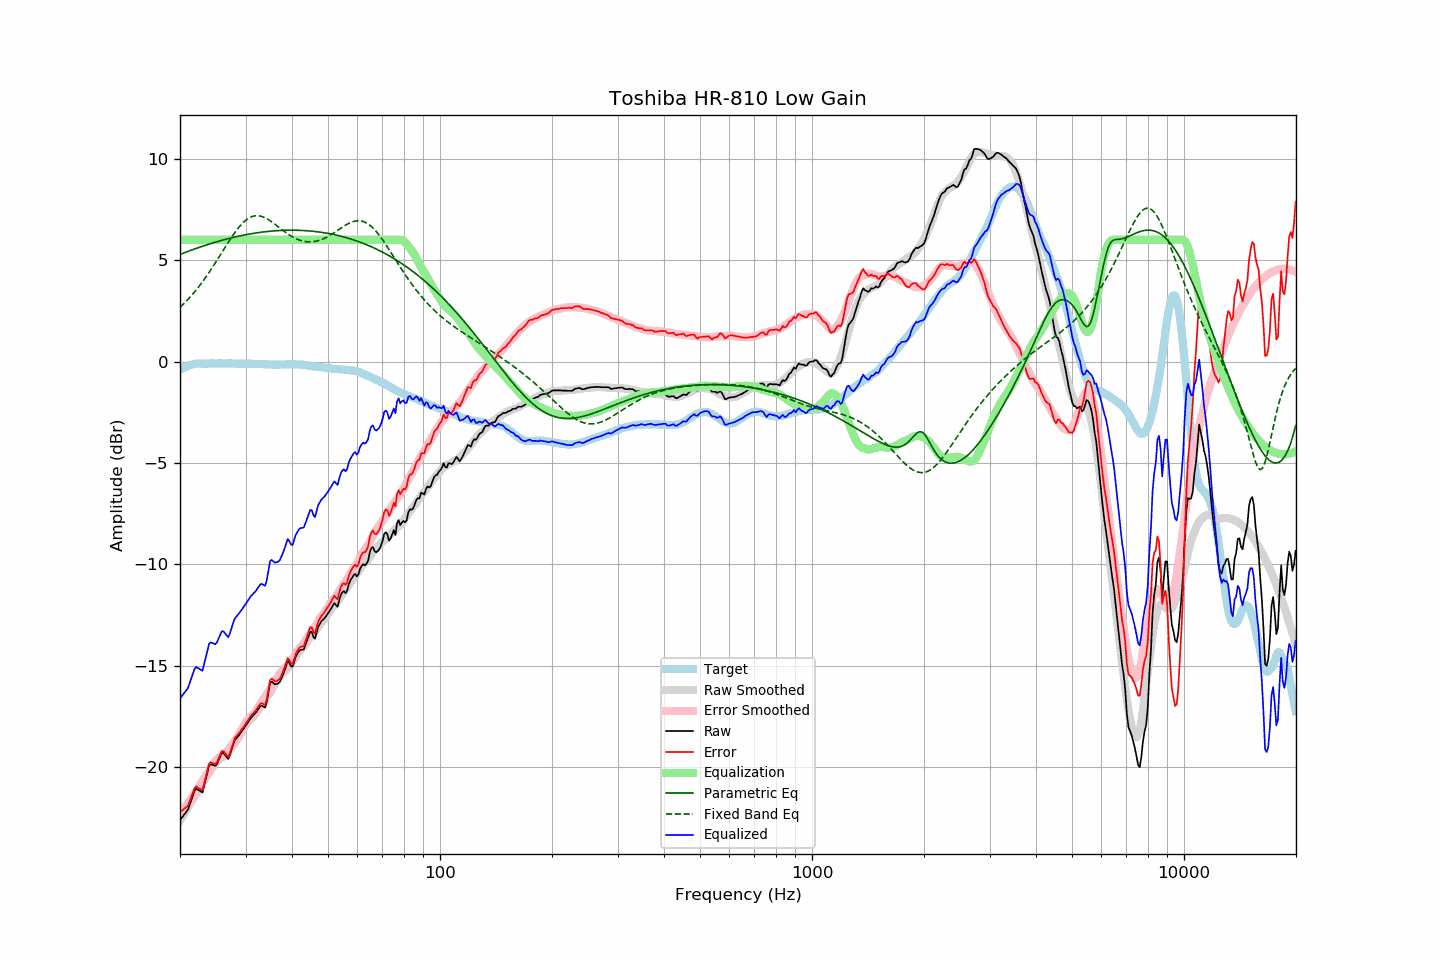 Toshiba HR-810 Low Gain
10
5
0
−5
−10
−15
−20
Amplitude (dBr)
Target
Raw Smoothed
Error Smoothed
Raw
Error
Equalization
Parametric Eq
Fixed Band Eq
Equalized
100
1000
10000
Frequency (Hz)